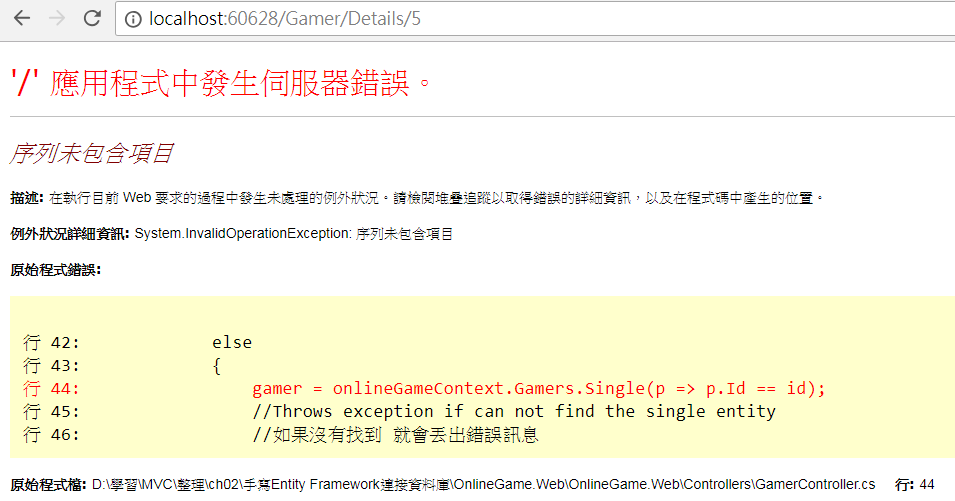 localhost:60628/Gamer/Details/5
'/' 應用程式中發生伺服器錯誤。
序列未包含項目
描述: 在執行目前 Web 要求的過程中發生未處理的例外狀況。請檢閱堆疊追蹤以取得錯誤的詳細資訊，以及在程式碼中產生的位置。
例外狀況詳細資訊: System.InvalidOperationException: 序列未包含項目
原始程式錯誤:
行 42: else
行 43: {
行 44: gamer = onlineGameContext.Gamers.Single(p => p.Id == id);
行 45: //Throws exception if can not find the single entity
行 46: //如果沒有找到 就會丟出錯誤訊息
原始程式檔: D:\學習\MVC\整理\ch02\手寫Entity Framework連接資料庫\OnlineGame.Web\OnlineGame.Web\Controllers\GamerController.cs 行: 44